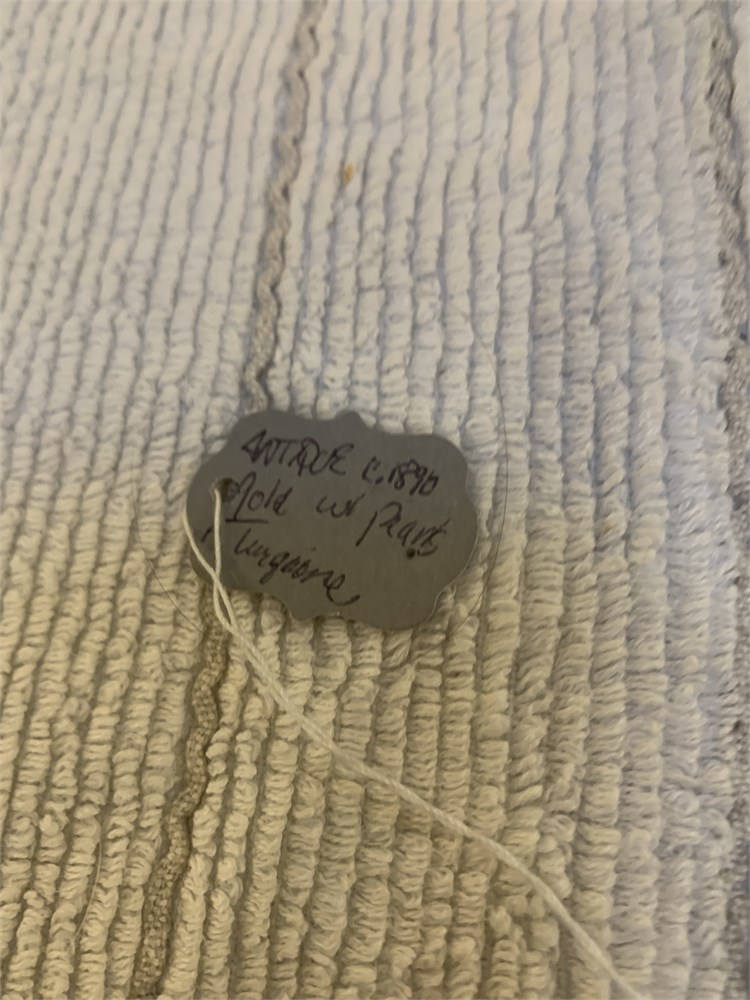 ANTIQUE c.1890
Gold w/ Pearls
Turquoise